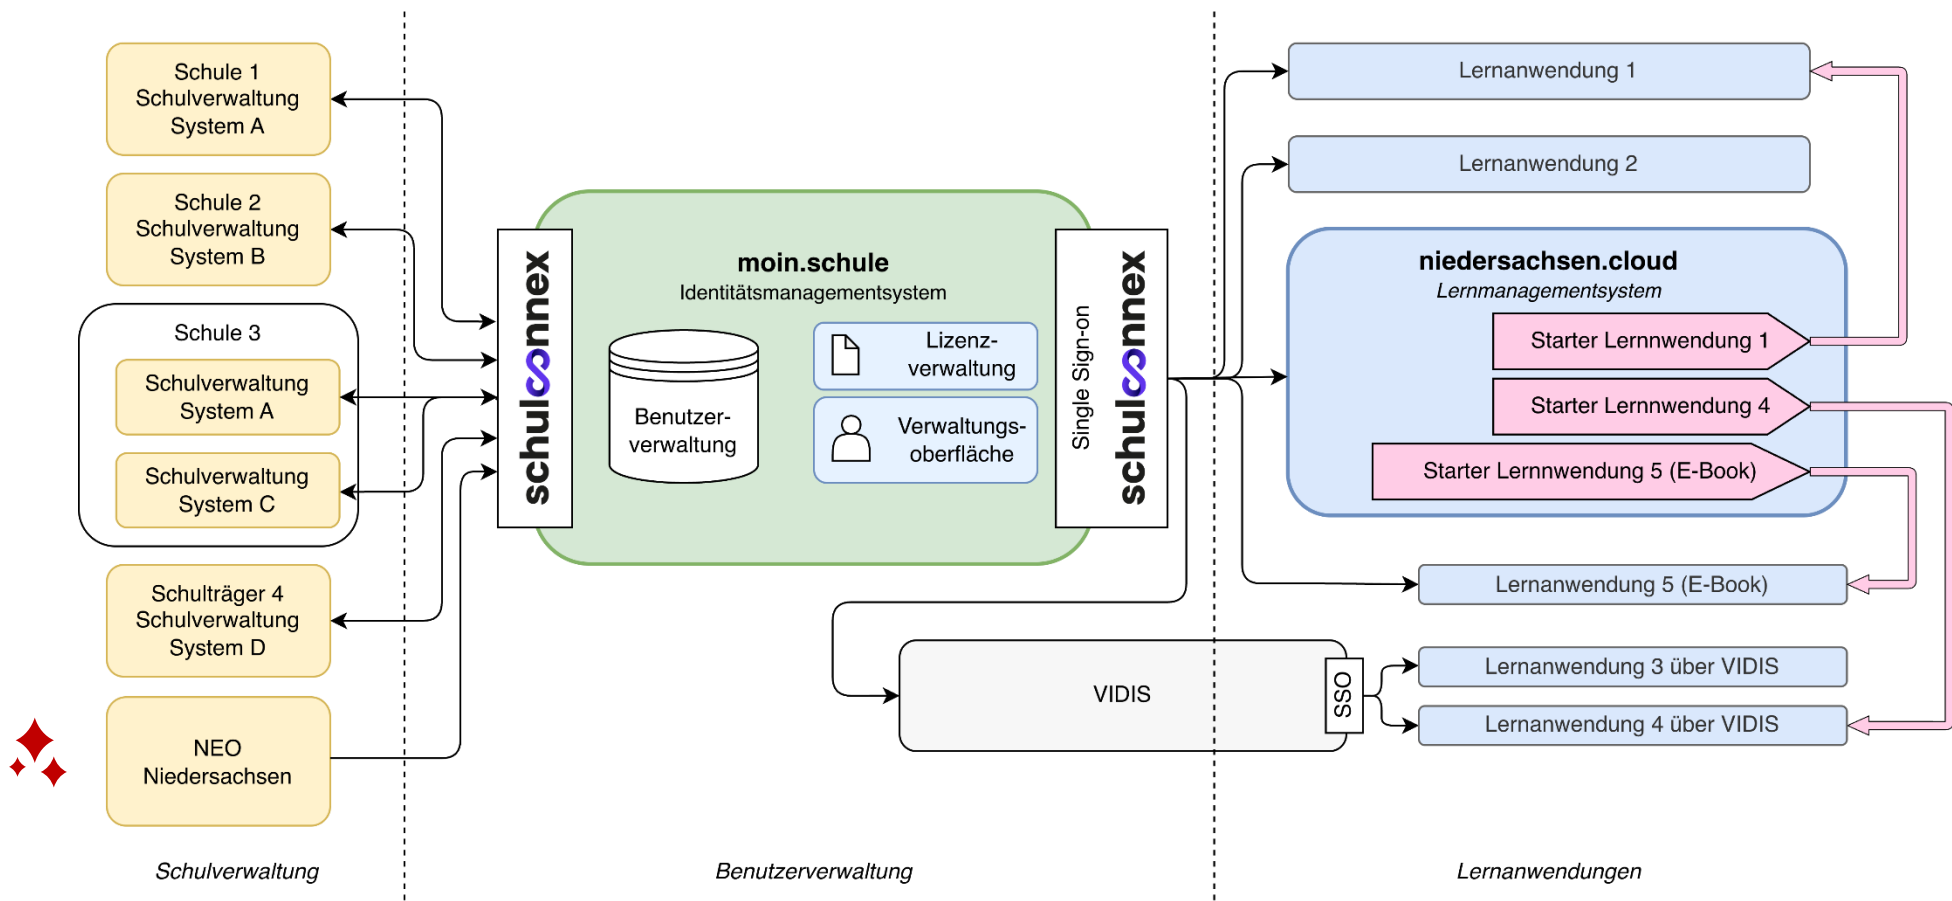 Schule 1
Schulverwaltung
System A
Schule 2
Schulverwaltung
System B
Schule 3
Schulverwaltung
System A
Schulverwaltung
System C
Schulträger 4
Schulverwaltung
System D
NEO
Niedersachsen
Schulverwaltung
schulconnex
moin.schule
Identitätsmanagementsystem
Benutzer-
verwaltung
Lizenz-
verwaltung
Verwaltungs-
oberfläche
Single Sign-on
schulconnex
VIDIS
SSO
Benutzerverwaltung
Lernanwendung 1
Lernanwendung 2
niedersachsen.cloud
Lernmanagementsystem
Starter Lernnwendung 1
Starter Lernnwendung 4
Starter Lernnwendung 5 (E-Book)
Lernanwendung 5 (E-Book)
Lernanwendung 3 über VIDIS
Lernanwendung 4 über VIDIS
Lernanwendungen